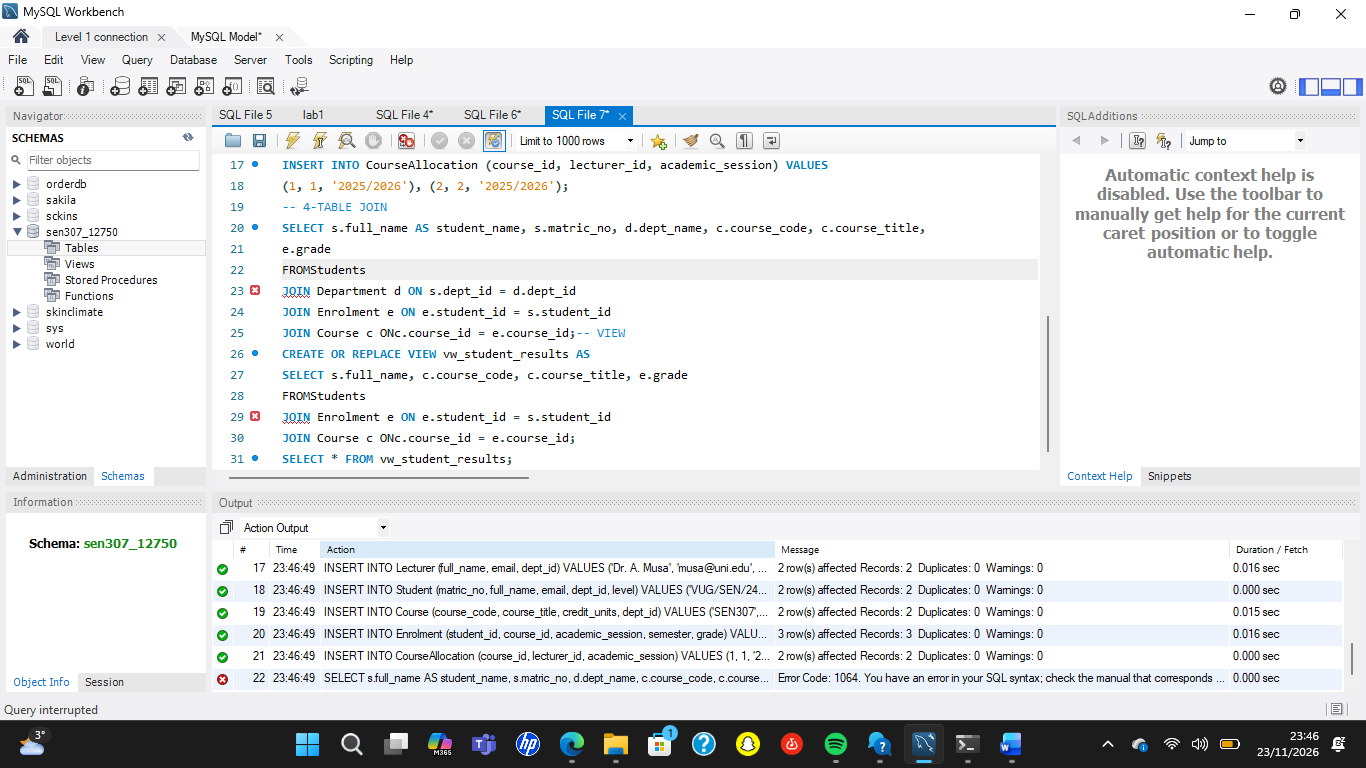 MySQL Workbench
Level 1 connection
MySQL Model*
File Edit View Query Database Server Tools Scripting Help
Navigator
SCHEMAS
Filter objects
orderdb
sakila
sckins
sen307_12750
Tables
Views
Stored Procedures
Functions
skinclimate
sys
world
Administration Schemas
Information
Schema: sen307_12750
Object Info Session
SQL File 5 lab1 SQL File 4* SQL File 6* SQL File 7*
Limit to 1000 rows
17 INSERT INTO CourseAllocation (course_id, lecturer_id, academic_session) VALUES
18 (1, 1, '2025/2026'), (2, 2, '2025/2026');
19 -- 4-TABLE JOIN
20 SELECT s.full_name AS student_name, s.matric_no, d.dept_name, c.course_code, c.course_title,
21 e.grade
22 FROMStudents
23 JOIN Department d ON s.dept_id = d.dept_id
24 JOIN Enrolment e ON e.student_id = s.student_id
25 JOIN Course c ONc.course_id = e.course_id;-- VIEW
26 CREATE OR REPLACE VIEW vw_student_results AS
27 SELECT s.full_name, c.course_code, c.course_title, e.grade
28 FROMStudents
29 JOIN Enrolment e ON e.student_id = s.student_id
30 JOIN Course c ONc.course_id = e.course_id;
31 SELECT * FROM vw_student_results;
SQLAdditions
Jump to
Automatic context help is
disabled. Use the toolbar to
manually get help for the current
caret position or to toggle
automatic help.
Context Help Snippets
Output
Action Output
# Time Action Message Duration / Fetch
17 23:46:49 INSERT INTO Lecturer (full_name, email, dept_id) VALUES ('Dr. A. Musa', 'musa@uni.edu', ... 2 row(s) affected Records: 2 Duplicates: 0 Warnings: 0 0.016 sec
18 23:46:49 INSERT INTO Student (matric_no, full_name, email, dept_id, level) VALUES ('VUG/SEN/24... 2 row(s) affected Records: 2 Duplicates: 0 Warnings: 0 0.000 sec
19 23:46:49 INSERT INTO Course (course_code, course_title, credit_units, dept_id) VALUES ('SEN307',... 2 row(s) affected Records: 2 Duplicates: 0 Warnings: 0 0.015 sec
20 23:46:49 INSERT INTO Enrolment (student_id, course_id, academic_session, semester, grade) VALU... 3 row(s) affected Records: 3 Duplicates: 0 Warnings: 0 0.016 sec
21 23:46:49 INSERT INTO CourseAllocation (course_id, lecturer_id, academic_session) VALUES (1, 1, '2... 2 row(s) affected Records: 2 Duplicates: 0 Warnings: 0 0.000 sec
22 23:46:49 SELECT s.full_name AS student_name, s.matric_no, d.dept_name, c.course_code, c.course... Error Code: 1064. You have an error in your SQL syntax; check the manual that corresponds ... 0.000 sec
Query interrupted
3°
M365
1
23:46
23/11/2026